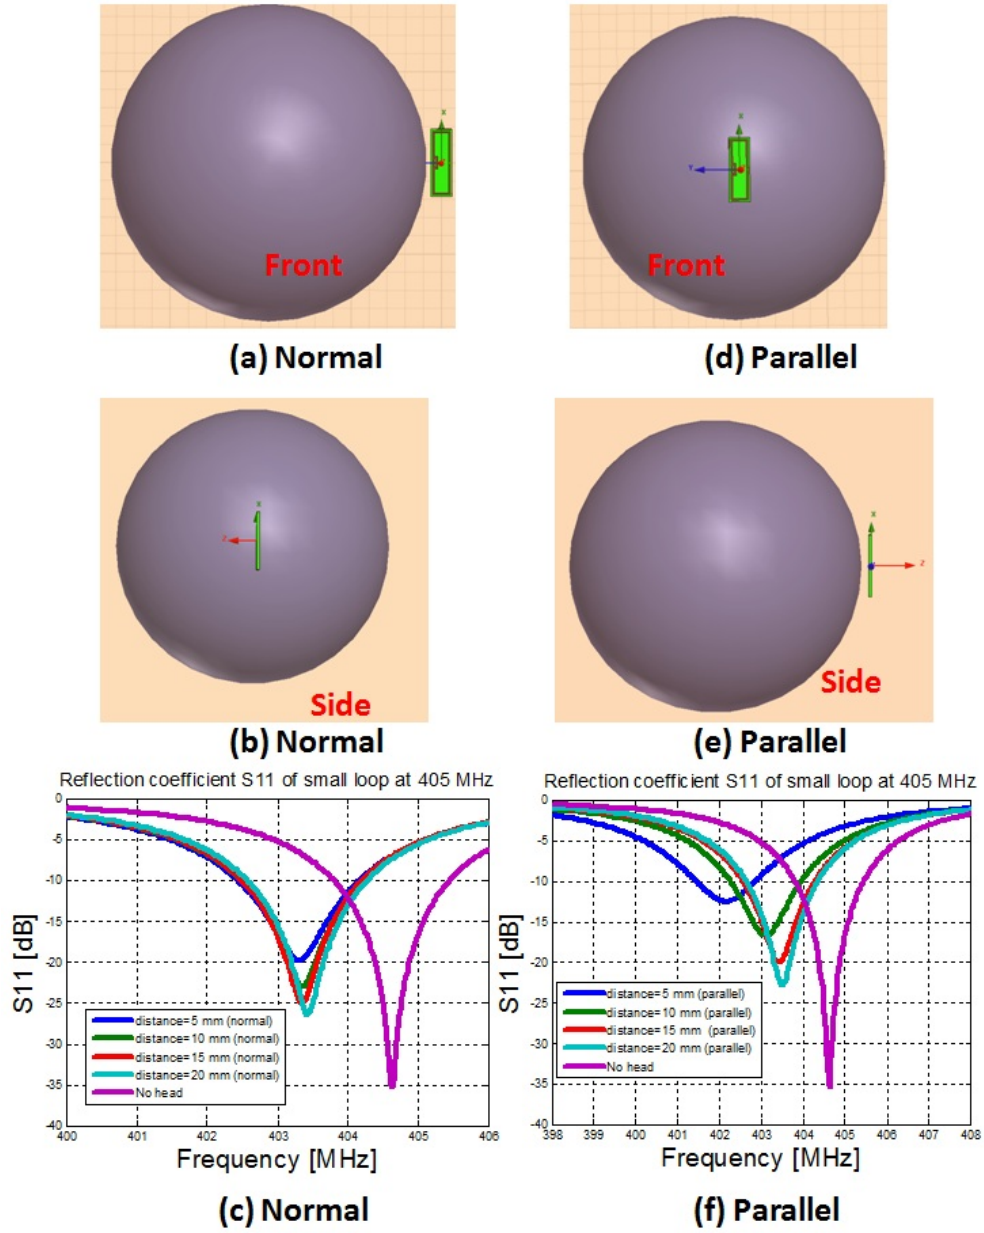 Front
(a) Normal
Front
(d) Parallel
Side
(b) Normal
Side
(e) Parallel
Reflection coefficient S11 of small loop at 405 MHz
0
-5
-10
-15
-20
-25
-30
-35
-40
S11 [dB]
distance=5 mm (normal)
distance=10 mm (normal)
distance=15 mm (normal)
distance=20 mm (normal)
No head
400 401 402 403 404 405 406
Frequency [MHz]
(c) Normal
Reflection coefficient S11 of small loop at 405 MHz
0
-5
-10
-15
-20
-25
-30
-35
-40
S11 [dB]
distance=5 mm (parallel)
distance=10 mm (parallel)
distance=15 mm (parallel)
distance=20 mm (parallel)
No head
398 399 400 401 402 403 404 405 406 407 408
Frequency [MHz]
(f) Parallel